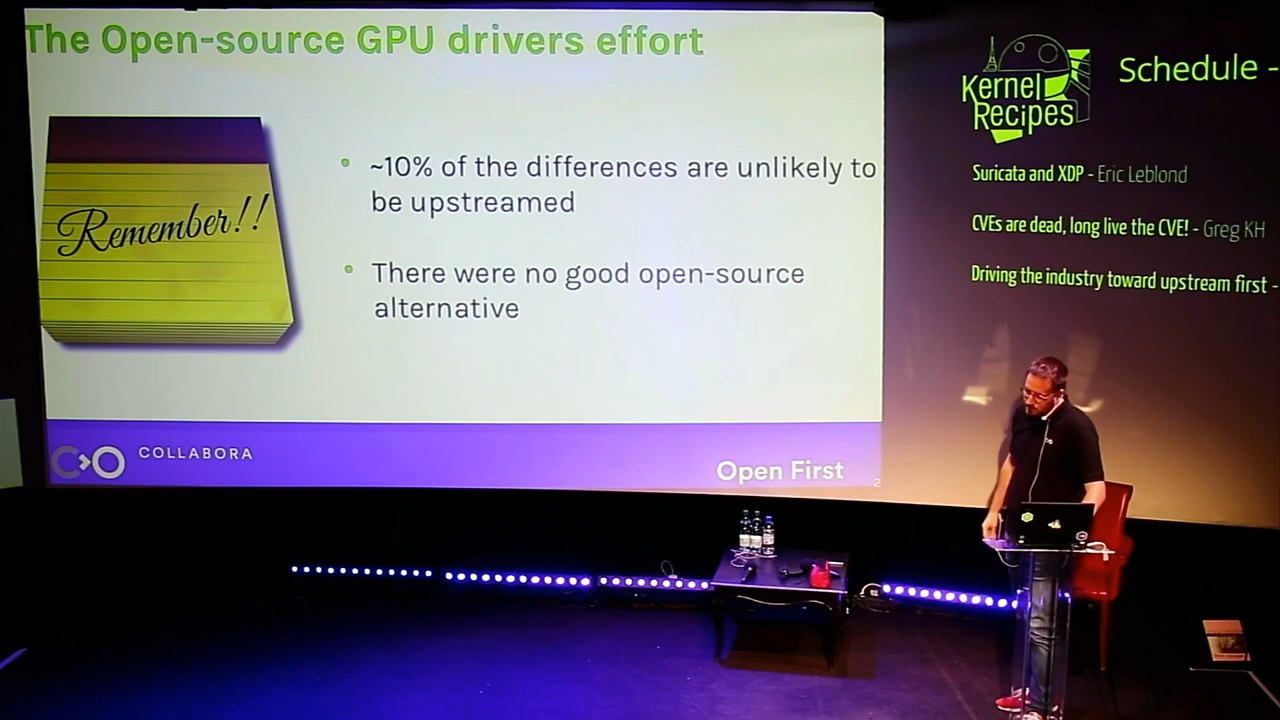 The Open-source GPU drivers effort
Remember!!
~10% of the differences are unlikely to
be upstreamed
There were no good open-source
alternative
COLLABORA
Open First
2
Kernel
Recipes
Schedule -
Suricata and XDP - Eric Leblond
CVEs are dead, long live the CVE! - Greg KH
Driving the industry toward upstream first -